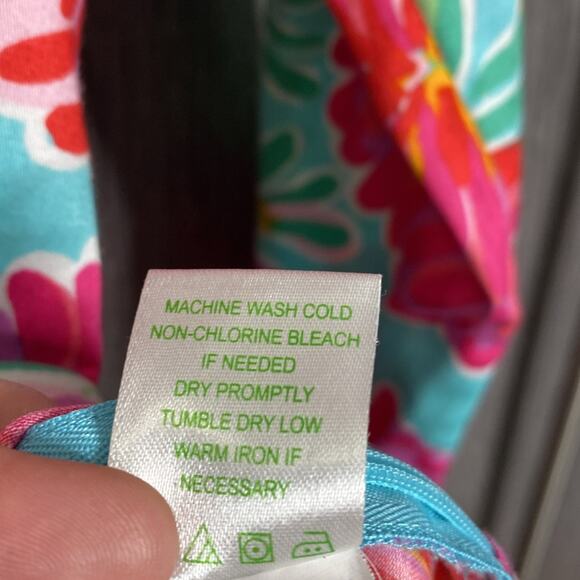 MACHINE WASH COLD
NON-CHLORINE BLEACH
IF NEEDED
DRY PROMPTLY
TUMBLE DRY LOW
WARM IRON IF
NECESSARY